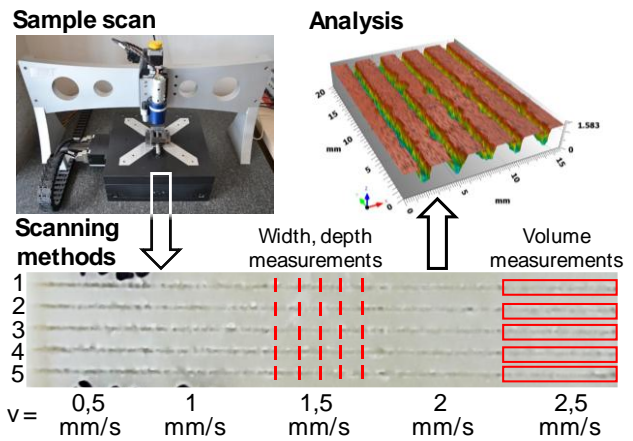 Sample scan
Analysis
20
15
10
5
0
mm
1.583
0
mm
0
5
10
15
mm
Scanning
methods
Width, depth
measurements
Volume
measurements
1
2
3
4
5
v = 0,5 1 1,5 2 2,5
mm/s mm/s mm/s mm/s mm/s